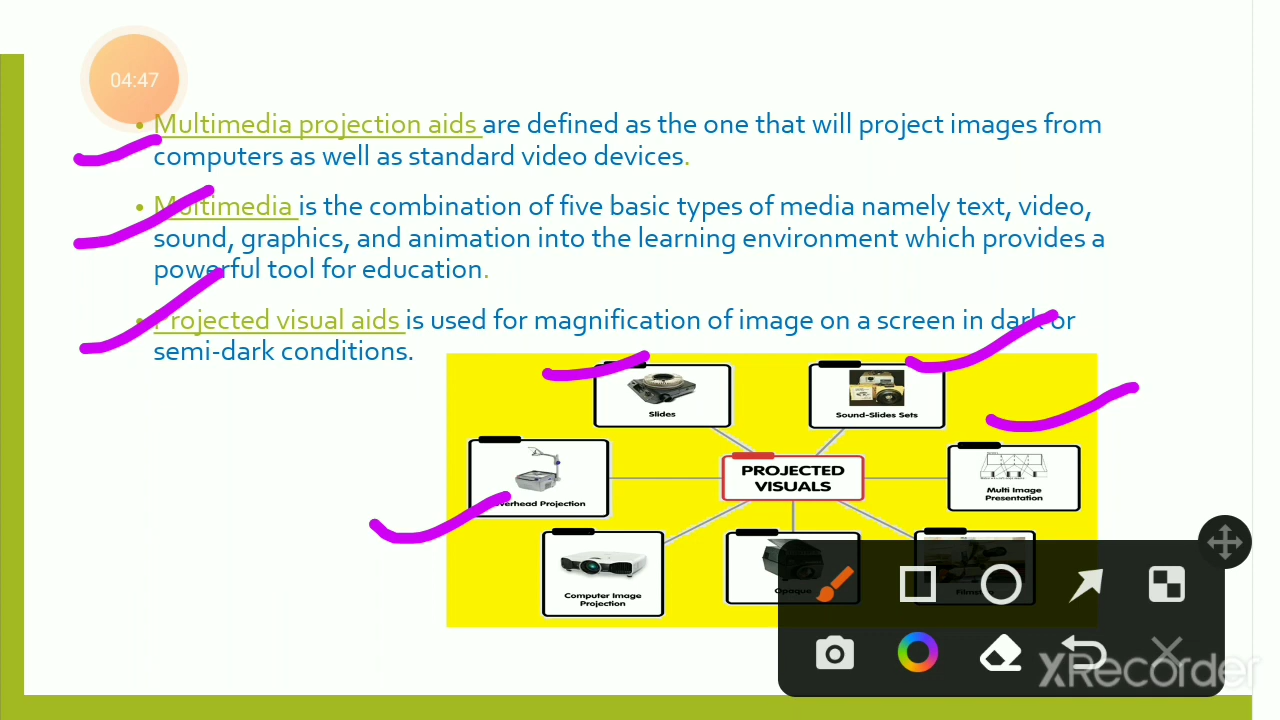 04:47
• Multimedia projection aids are defined as the one that will project images from
computers as well as standard video devices.
• Multimedia is the combination of five basic types of media namely text, video,
sound, graphics, and animation into the learning environment which provides a
powerful tool for education.
• Projected visual aids is used for magnification of image on a screen in dark or
semi-dark conditions.
Slides
Sound-Slides Sets
PROJECTED
VISUALS
Overhead Projection
Multi Image
Presentation
Computer Image
Projection
Opaque
XRecorder